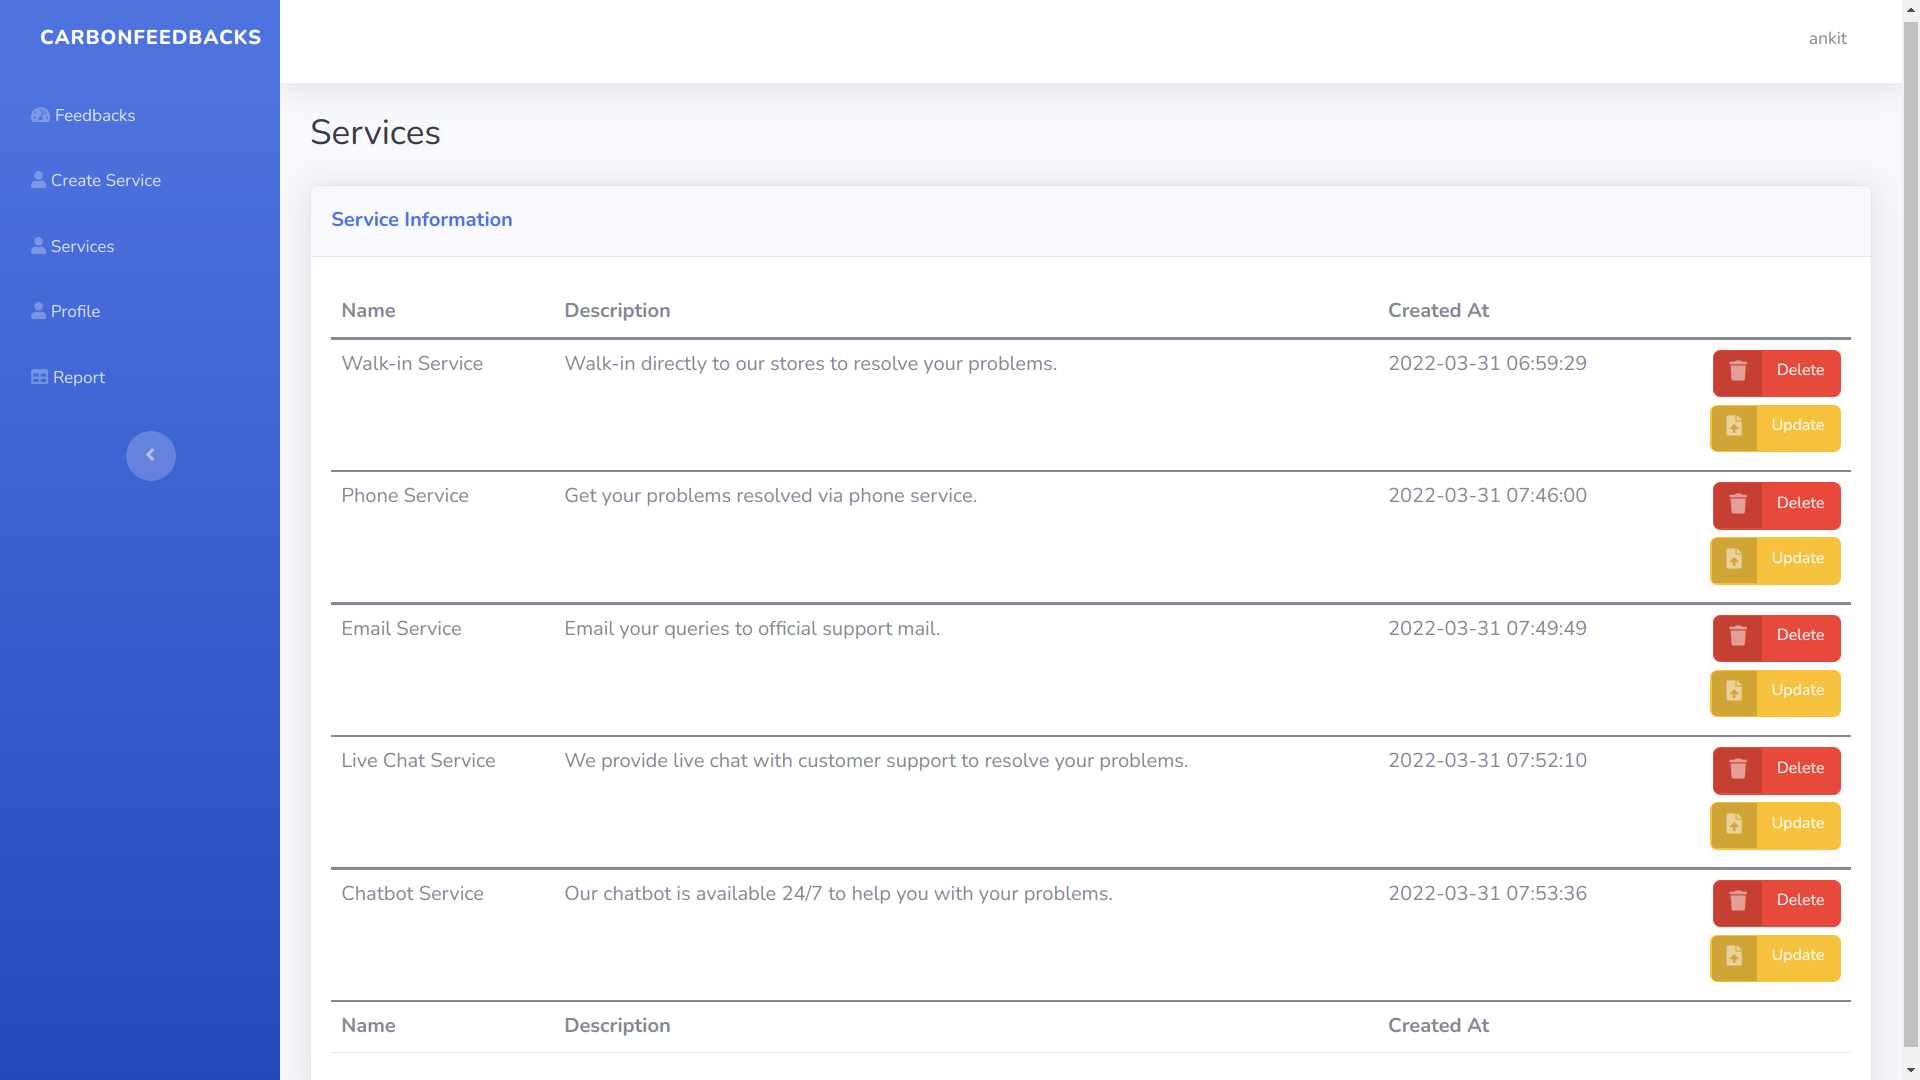 CARBONFEEDBACKS
ankit
Feedbacks
Create Service
Services
Profile
Report
Services
Service Information
Name Description Created At
Walk-in Service Walk-in directly to our stores to resolve your problems. 2022-03-31 06:59:29 Delete
Update
Phone Service Get your problems resolved via phone service. 2022-03-31 07:46:00 Delete
Update
Email Service Email your queries to official support mail. 2022-03-31 07:49:49 Delete
Update
Live Chat Service We provide live chat with customer support to resolve your problems. 2022-03-31 07:52:10 Delete
Update
Chatbot Service Our chatbot is available 24/7 to help you with your problems. 2022-03-31 07:53:36 Delete
Update
Name Description Created At